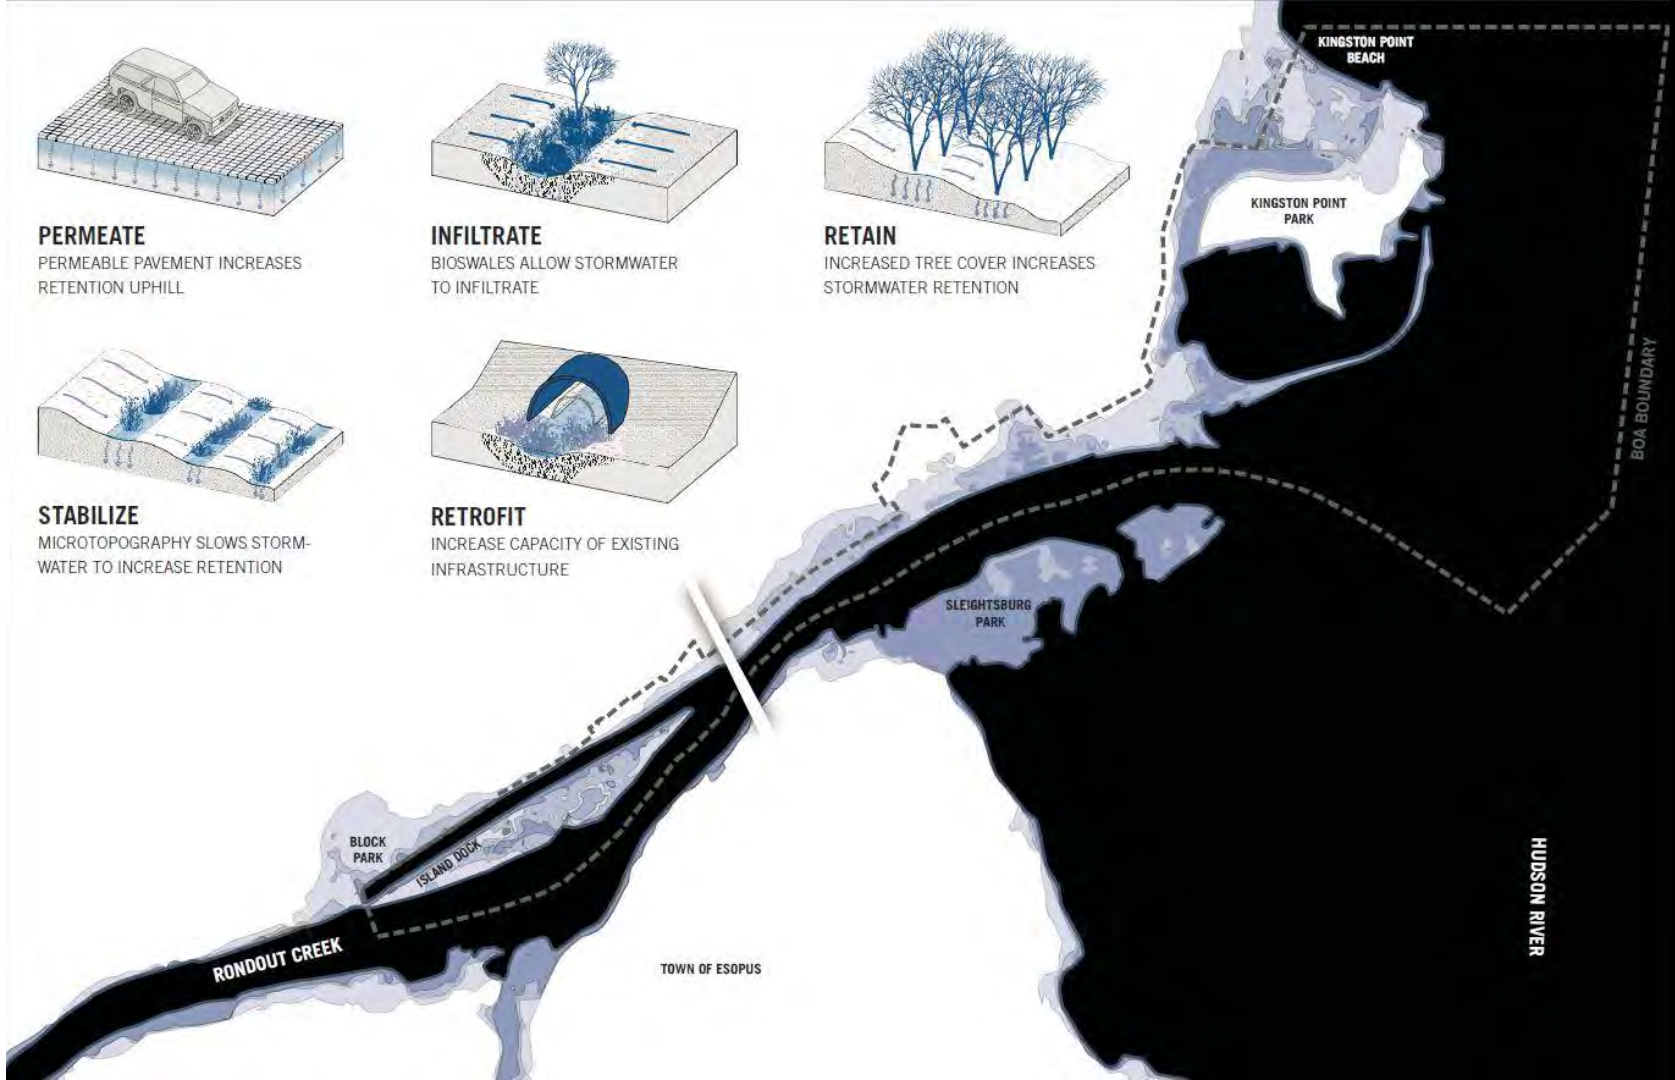 PERMEATE
PERMEABLE PAVEMENT INCREASES
RETENTION UPHILL
INFILTRATE
BIOSWALES ALLOW STORMWATER
TO INFILTRATE
RETAIN
INCREASED TREE COVER INCREASES
STORMWATER RETENTION
STABILIZE
MICROTOPOGRAPHY SLOWS STORM-
WATER TO INCREASE RETENTION
RETROFIT
INCREASE CAPACITY OF EXISTING
INFRASTRUCTURE
KINGSTON POINT
BEACH
KINGSTON POINT
PARK
BOA BOUNDARY
SLEIGHTSBURG
PARK
BLOCK
PARK
ISLAND DOCK
RONDOUT CREEK
TOWN OF ESOPUS
HUDSON RIVER